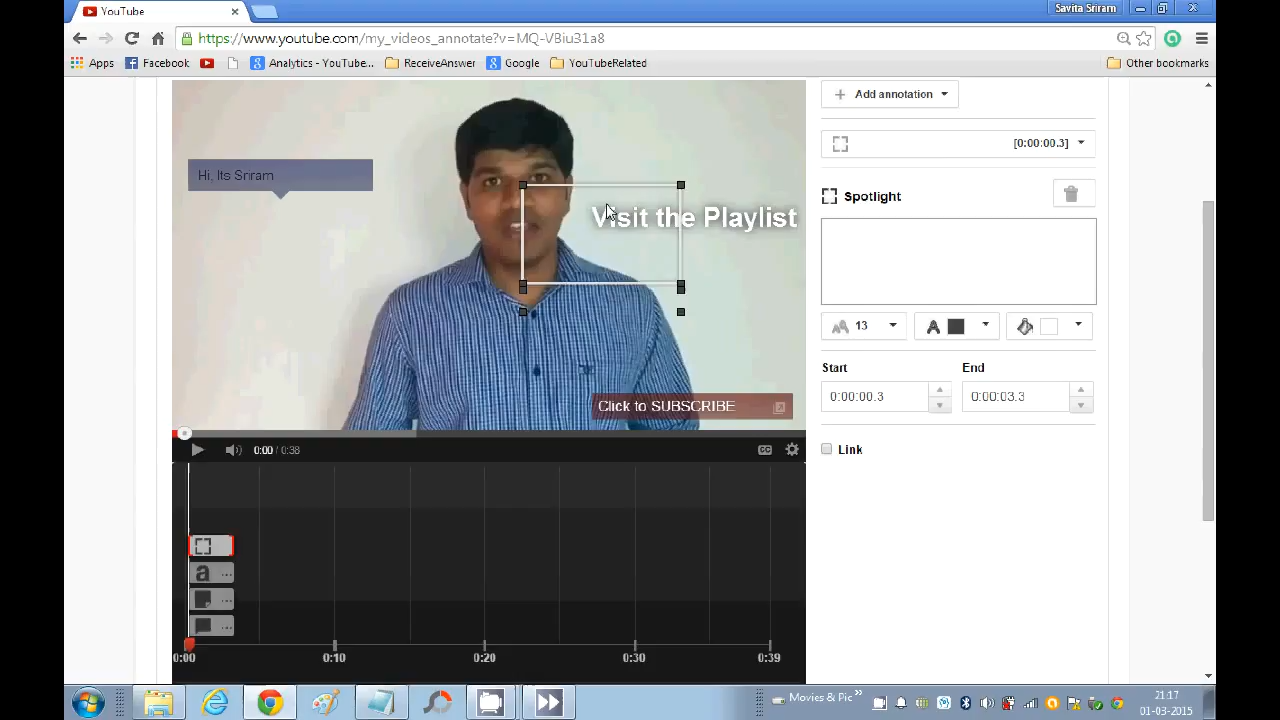 YouTube
Savita Sriram
https://www.youtube.com/my_videos_annotate?v=MQ-VBiu31a8
Apps
Facebook
Analytics - YouTube...
ReceiveAnswer
Google
YouTubeRelated
Other bookmarks
Add annotation
[0:00:00.3]
Hi, Its Sriram
Visit the Playlist
Spotlight
13
A
Start
End
0:00:00.3
0:00:03.3
Click to SUBSCRIBE
Link
0:00 / 0:38
CC
a ...
...
...
0:00
0:10
0:20
0:30
0:39
Movies & Pic
21:17
01-03-2015